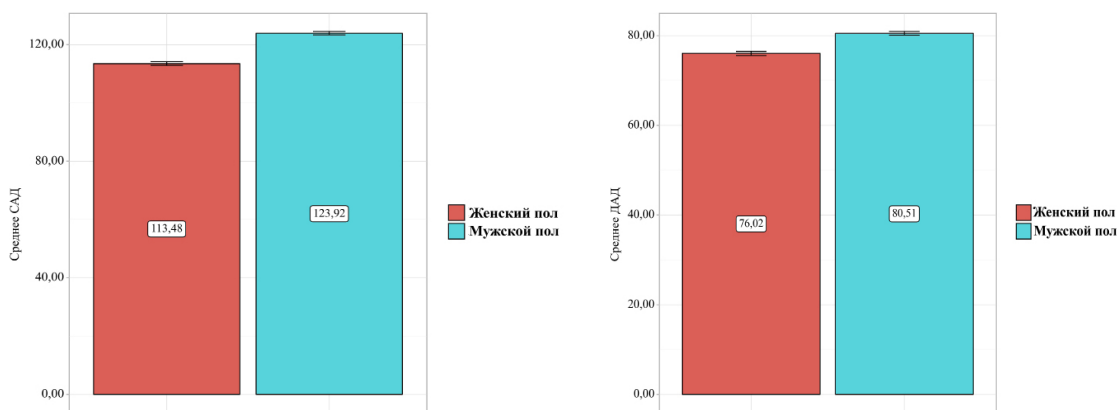 Среднее САД
120,00
80,00
40,00
0,00
113,48
123,92
Женский пол
Мужской пол
Среднее ДАД
80,00
60,00
40,00
20,00
0,00
76,02
80,51
Женский пол
Мужской пол